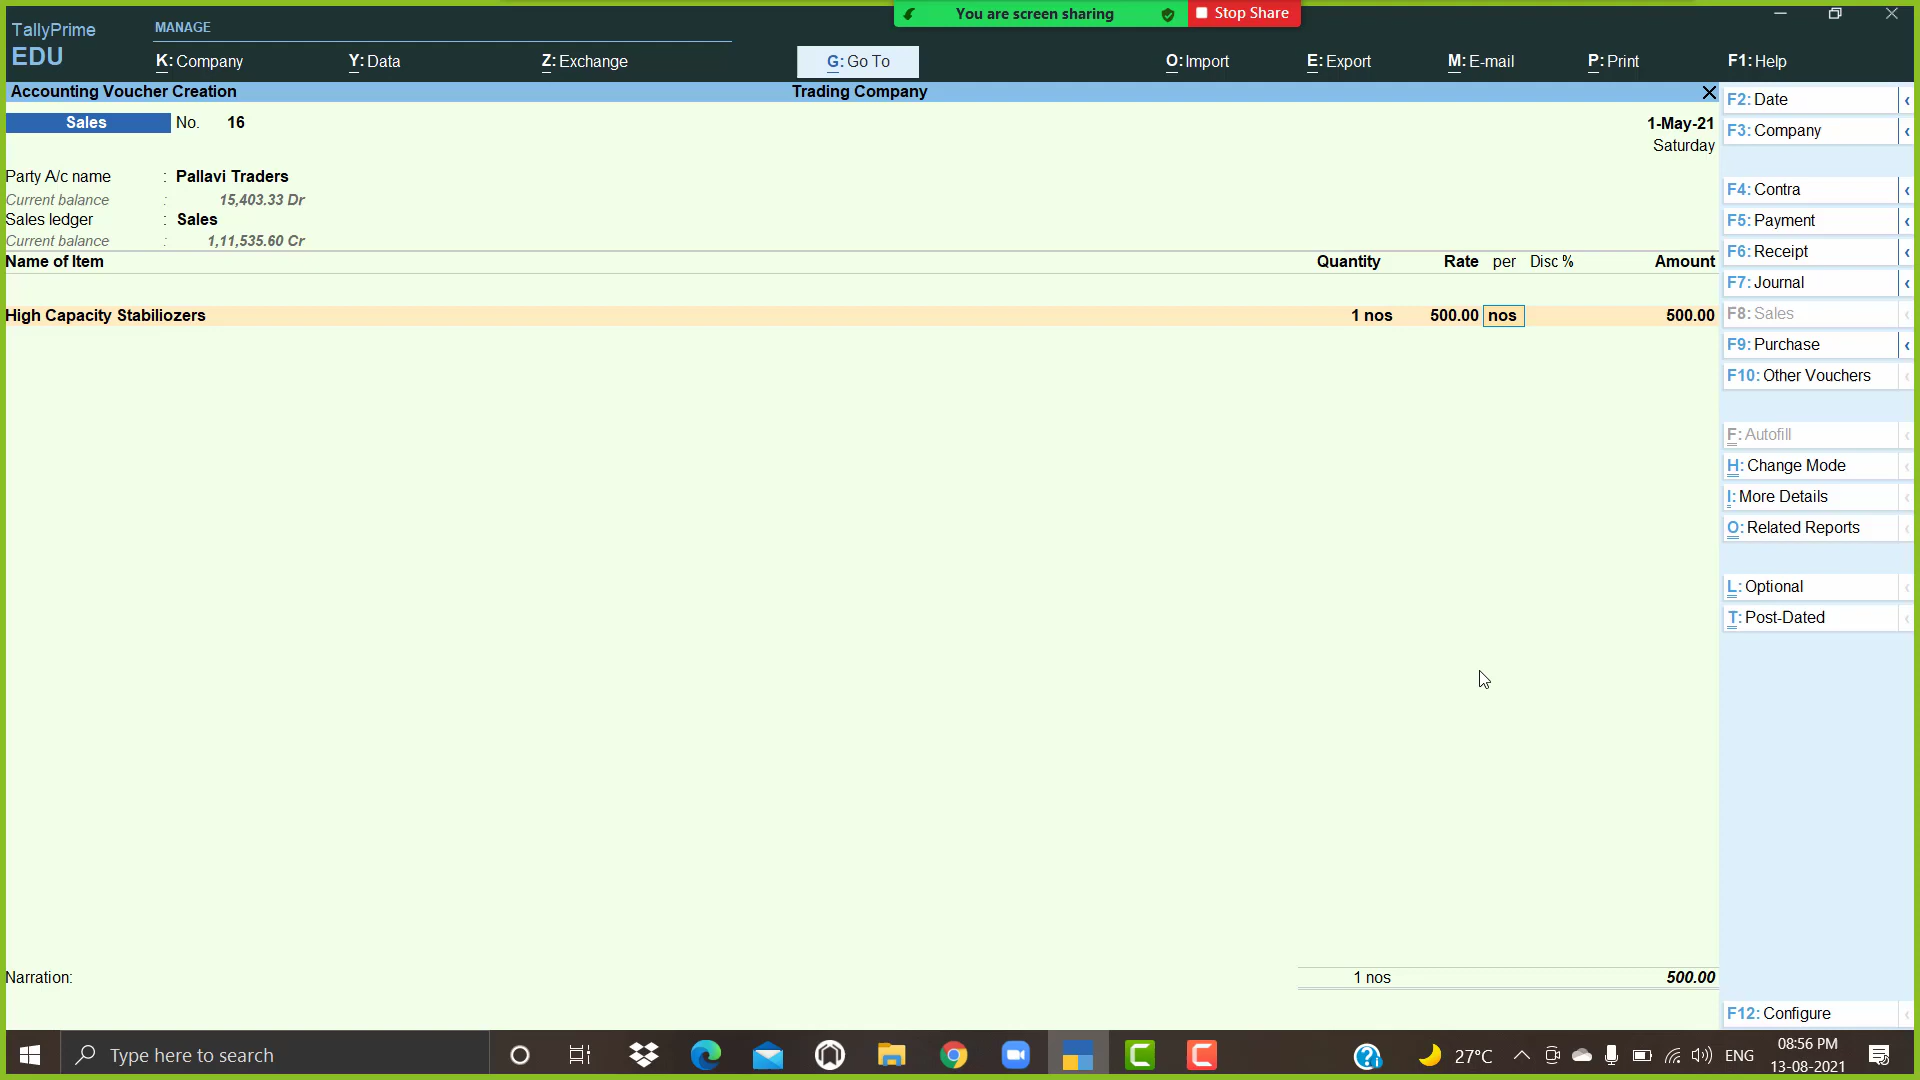 You are screen sharing
Stop Share
TallyPrime
EDU
MANAGE
K: Company
Y: Data
Z: Exchange
G: Go To
O: Import
E: Export
M: E-mail
P: Print
F1: Help
Accounting Voucher Creation
Trading Company
Sales No. 16
1-May-21
Saturday
Party A/c name : Pallavi Traders
Current balance : 15,403.33 Dr
Sales ledger : Sales
Current balance : 1,11,535.60 Cr
Name of Item Quantity Rate per Disc % Amount
High Capacity Stabiliozers 1 nos 500.00 nos 500.00
Narration: 1 nos 500.00
F2: Date
F3: Company
F4: Contra
F5: Payment
F6: Receipt
F7: Journal
F8: Sales
F9: Purchase
F10: Other Vouchers
F: Autofill
H: Change Mode
I: More Details
O: Related Reports
L: Optional
T: Post-Dated
F12: Configure
Type here to search
27°C
ENG
08:56 PM
13-08-2021